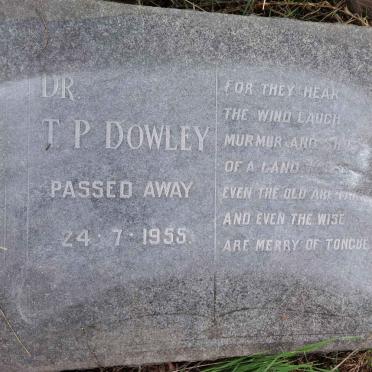 DR.
T. P DOWLEY
PASSED AWAY
24 · 7 · 1955.
FOR THEY HEAR
THE WIND LAUGH
MURMUR AND
OF A LAND
EVEN THE OLD ARE
AND EVEN THE WISE
ARE MERRY OF TONGUE